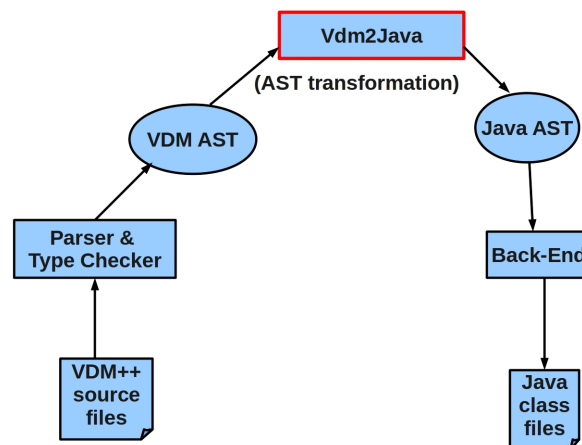 Vdm2Java
(AST transformation)
VDM AST
Java AST
Parser &
Type Checker
Back-End
VDM++
source
files
Java
class
files